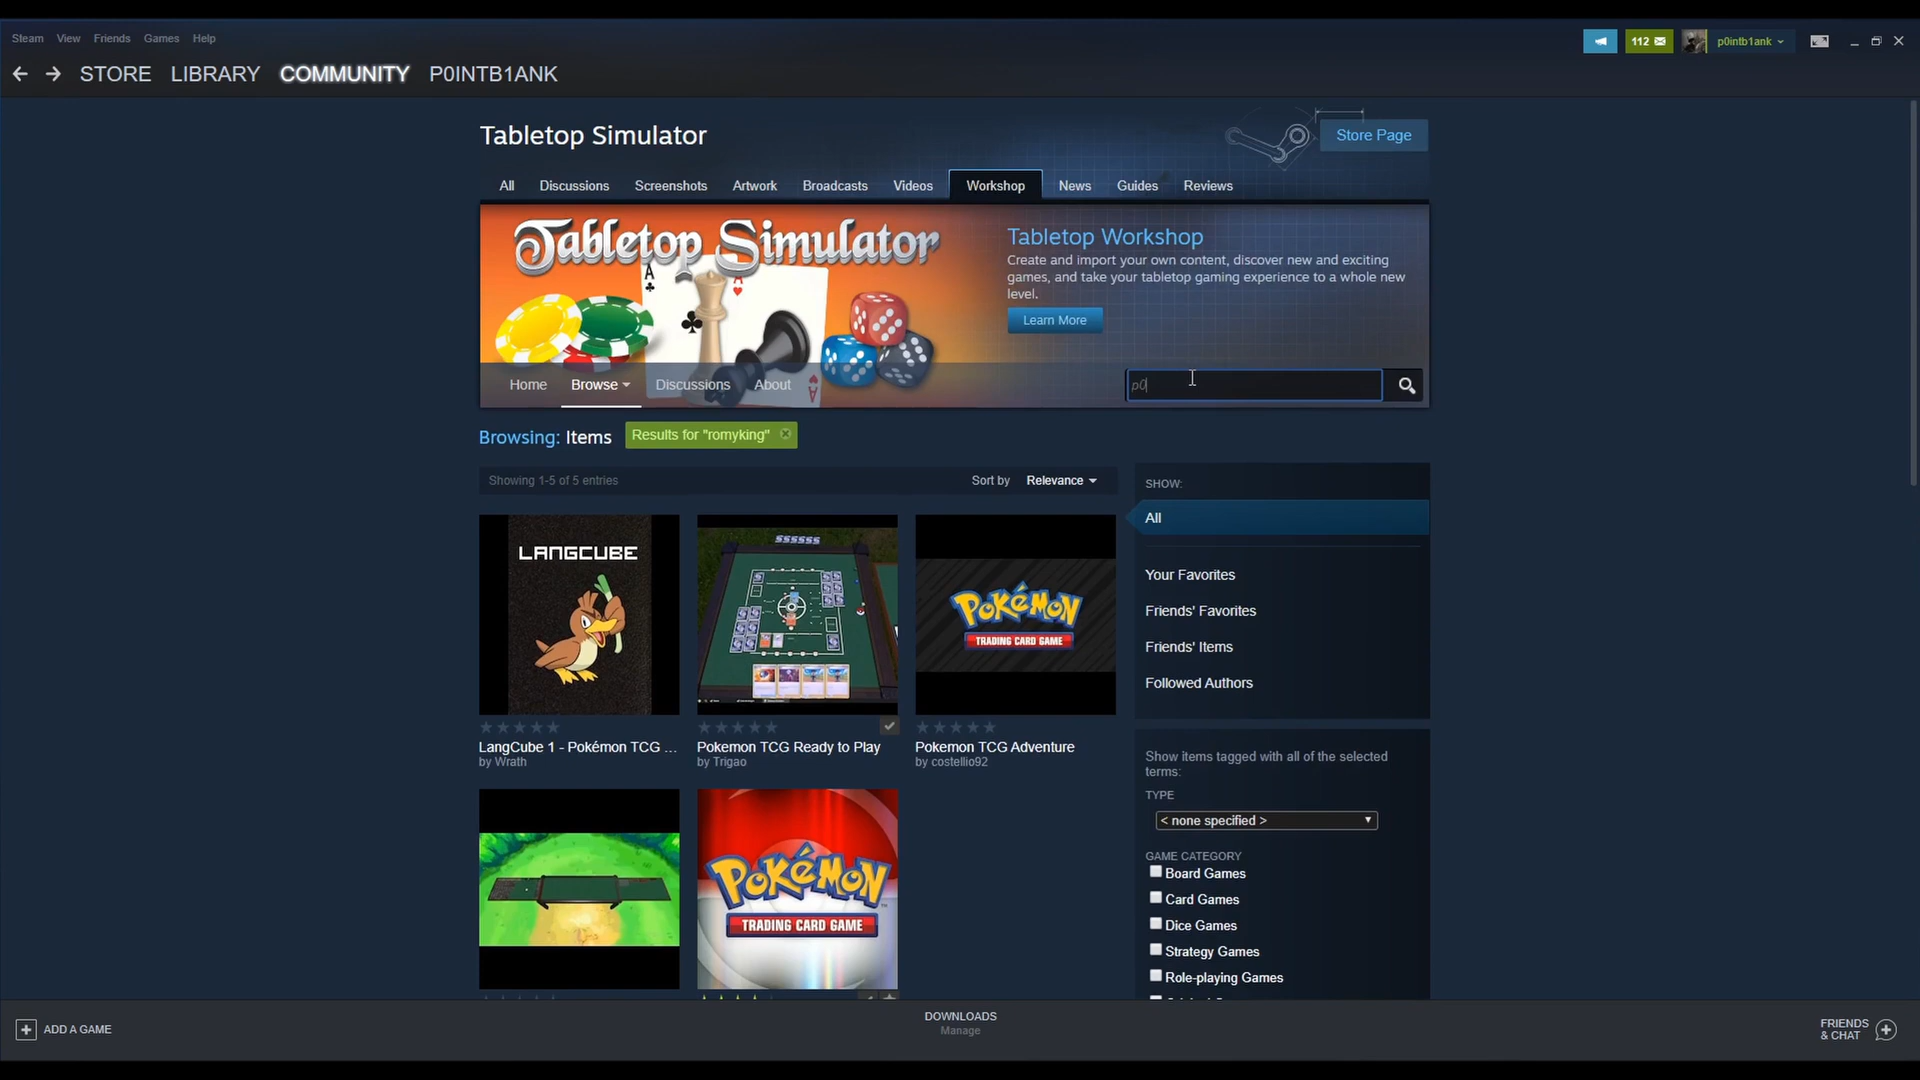 Steam View Friends Games Help
112
p0intb1ank
STORE LIBRARY COMMUNITY P0INTB1ANK
Tabletop Simulator
Store Page
All Discussions Screenshots Artwork Broadcasts Videos Workshop News Guides Reviews
Tabletop Simulator
Tabletop Workshop
Create and import your own content, discover new and exciting
games, and take your tabletop gaming experience to a whole new
level.
Learn More
Home Browse Discussions About
p0
Browsing: Items
Results for "romyking"
Showing 1-5 of 5 entries
Sort by Relevance
SHOW:
All
Your Favorites
Friends' Favorites
Friends' Items
Followed Authors
LANGCUBE
POKéMON
TRADING CARD GAME
LangCube 1 - Pokémon TCG ...
by Wrath
Pokemon TCG Ready to Play
by Trigao
Pokemon TCG Adventure
by costellio92
Show items tagged with all of the selected
terms:
TYPE
< none specified >
GAME CATEGORY
Board Games
Card Games
Dice Games
Strategy Games
Role-playing Games
POKéMON
TRADING CARD GAME
ADD A GAME
DOWNLOADS
Manage
FRIENDS
& CHAT